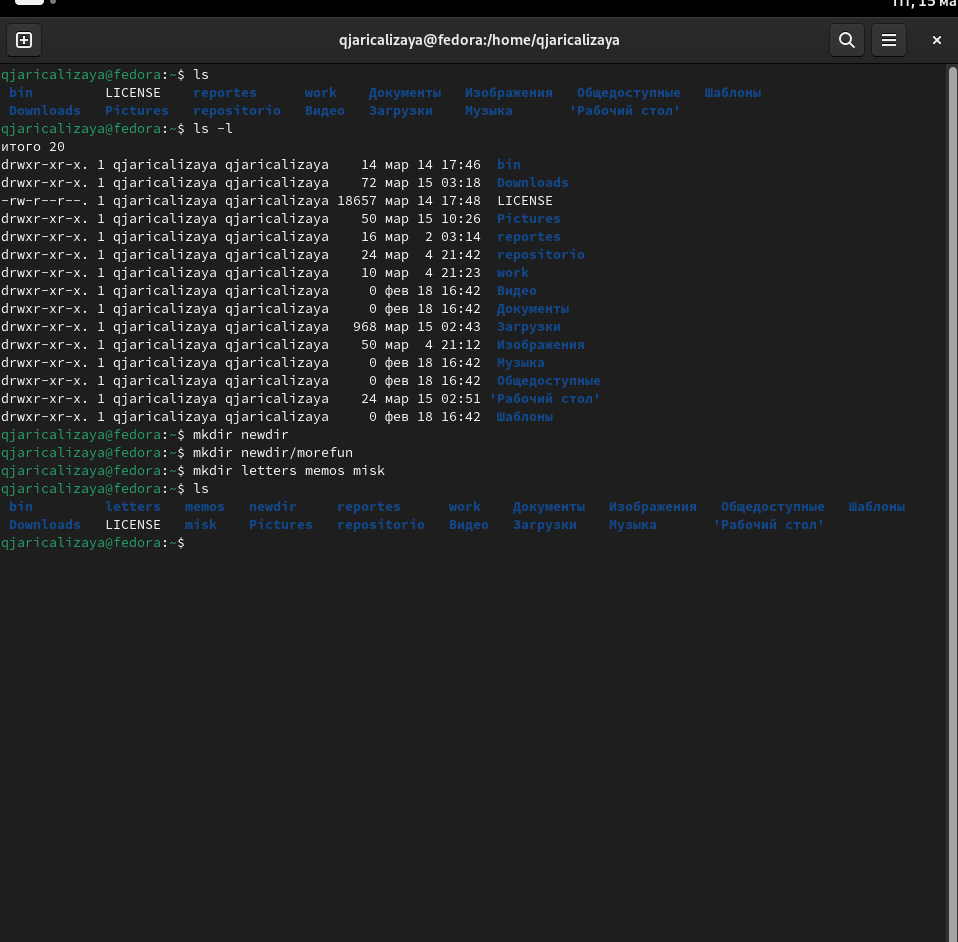 qjaricalizaya@fedora:/home/qjaricalizaya
qjaricalizaya@fedora:~$ ls
bin LICENSE reportes work Документы Изображения Общедоступные Шаблоны
Downloads Pictures repositorio Видео Загрузки Музыка 'Рабочий стол'
qjaricalizaya@fedora:~$ ls -l
итого 20
drwxr-xr-x. 1 qjaricalizaya qjaricalizaya 14 мар 14 17:46 bin
drwxr-xr-x. 1 qjaricalizaya qjaricalizaya 72 мар 15 03:18 Downloads
-rw-r--r--. 1 qjaricalizaya qjaricalizaya 18657 мар 14 17:48 LICENSE
drwxr-xr-x. 1 qjaricalizaya qjaricalizaya 50 мар 15 10:26 Pictures
drwxr-xr-x. 1 qjaricalizaya qjaricalizaya 16 мар 2 03:14 reportes
drwxr-xr-x. 1 qjaricalizaya qjaricalizaya 24 мар 4 21:42 repositorio
drwxr-xr-x. 1 qjaricalizaya qjaricalizaya 10 мар 4 21:23 work
drwxr-xr-x. 1 qjaricalizaya qjaricalizaya 0 фев 18 16:42 Видео
drwxr-xr-x. 1 qjaricalizaya qjaricalizaya 0 фев 18 16:42 Документы
drwxr-xr-x. 1 qjaricalizaya qjaricalizaya 968 мар 15 02:43 Загрузки
drwxr-xr-x. 1 qjaricalizaya qjaricalizaya 50 мар 4 21:12 Изображения
drwxr-xr-x. 1 qjaricalizaya qjaricalizaya 0 фев 18 16:42 Музыка
drwxr-xr-x. 1 qjaricalizaya qjaricalizaya 0 фев 18 16:42 Общедоступные
drwxr-xr-x. 1 qjaricalizaya qjaricalizaya 24 мар 15 02:51 'Рабочий стол'
drwxr-xr-x. 1 qjaricalizaya qjaricalizaya 0 фев 18 16:42 Шаблоны
qjaricalizaya@fedora:~$ mkdir newdir
qjaricalizaya@fedora:~$ mkdir newdir/morefun
qjaricalizaya@fedora:~$ mkdir letters memos misk
qjaricalizaya@fedora:~$ ls
bin letters memos newdir reportes work Документы Изображения Общедоступные Шаблоны
Downloads LICENSE misk Pictures repositorio Видео Загрузки Музыка 'Рабочий стол'
qjaricalizaya@fedora:~$